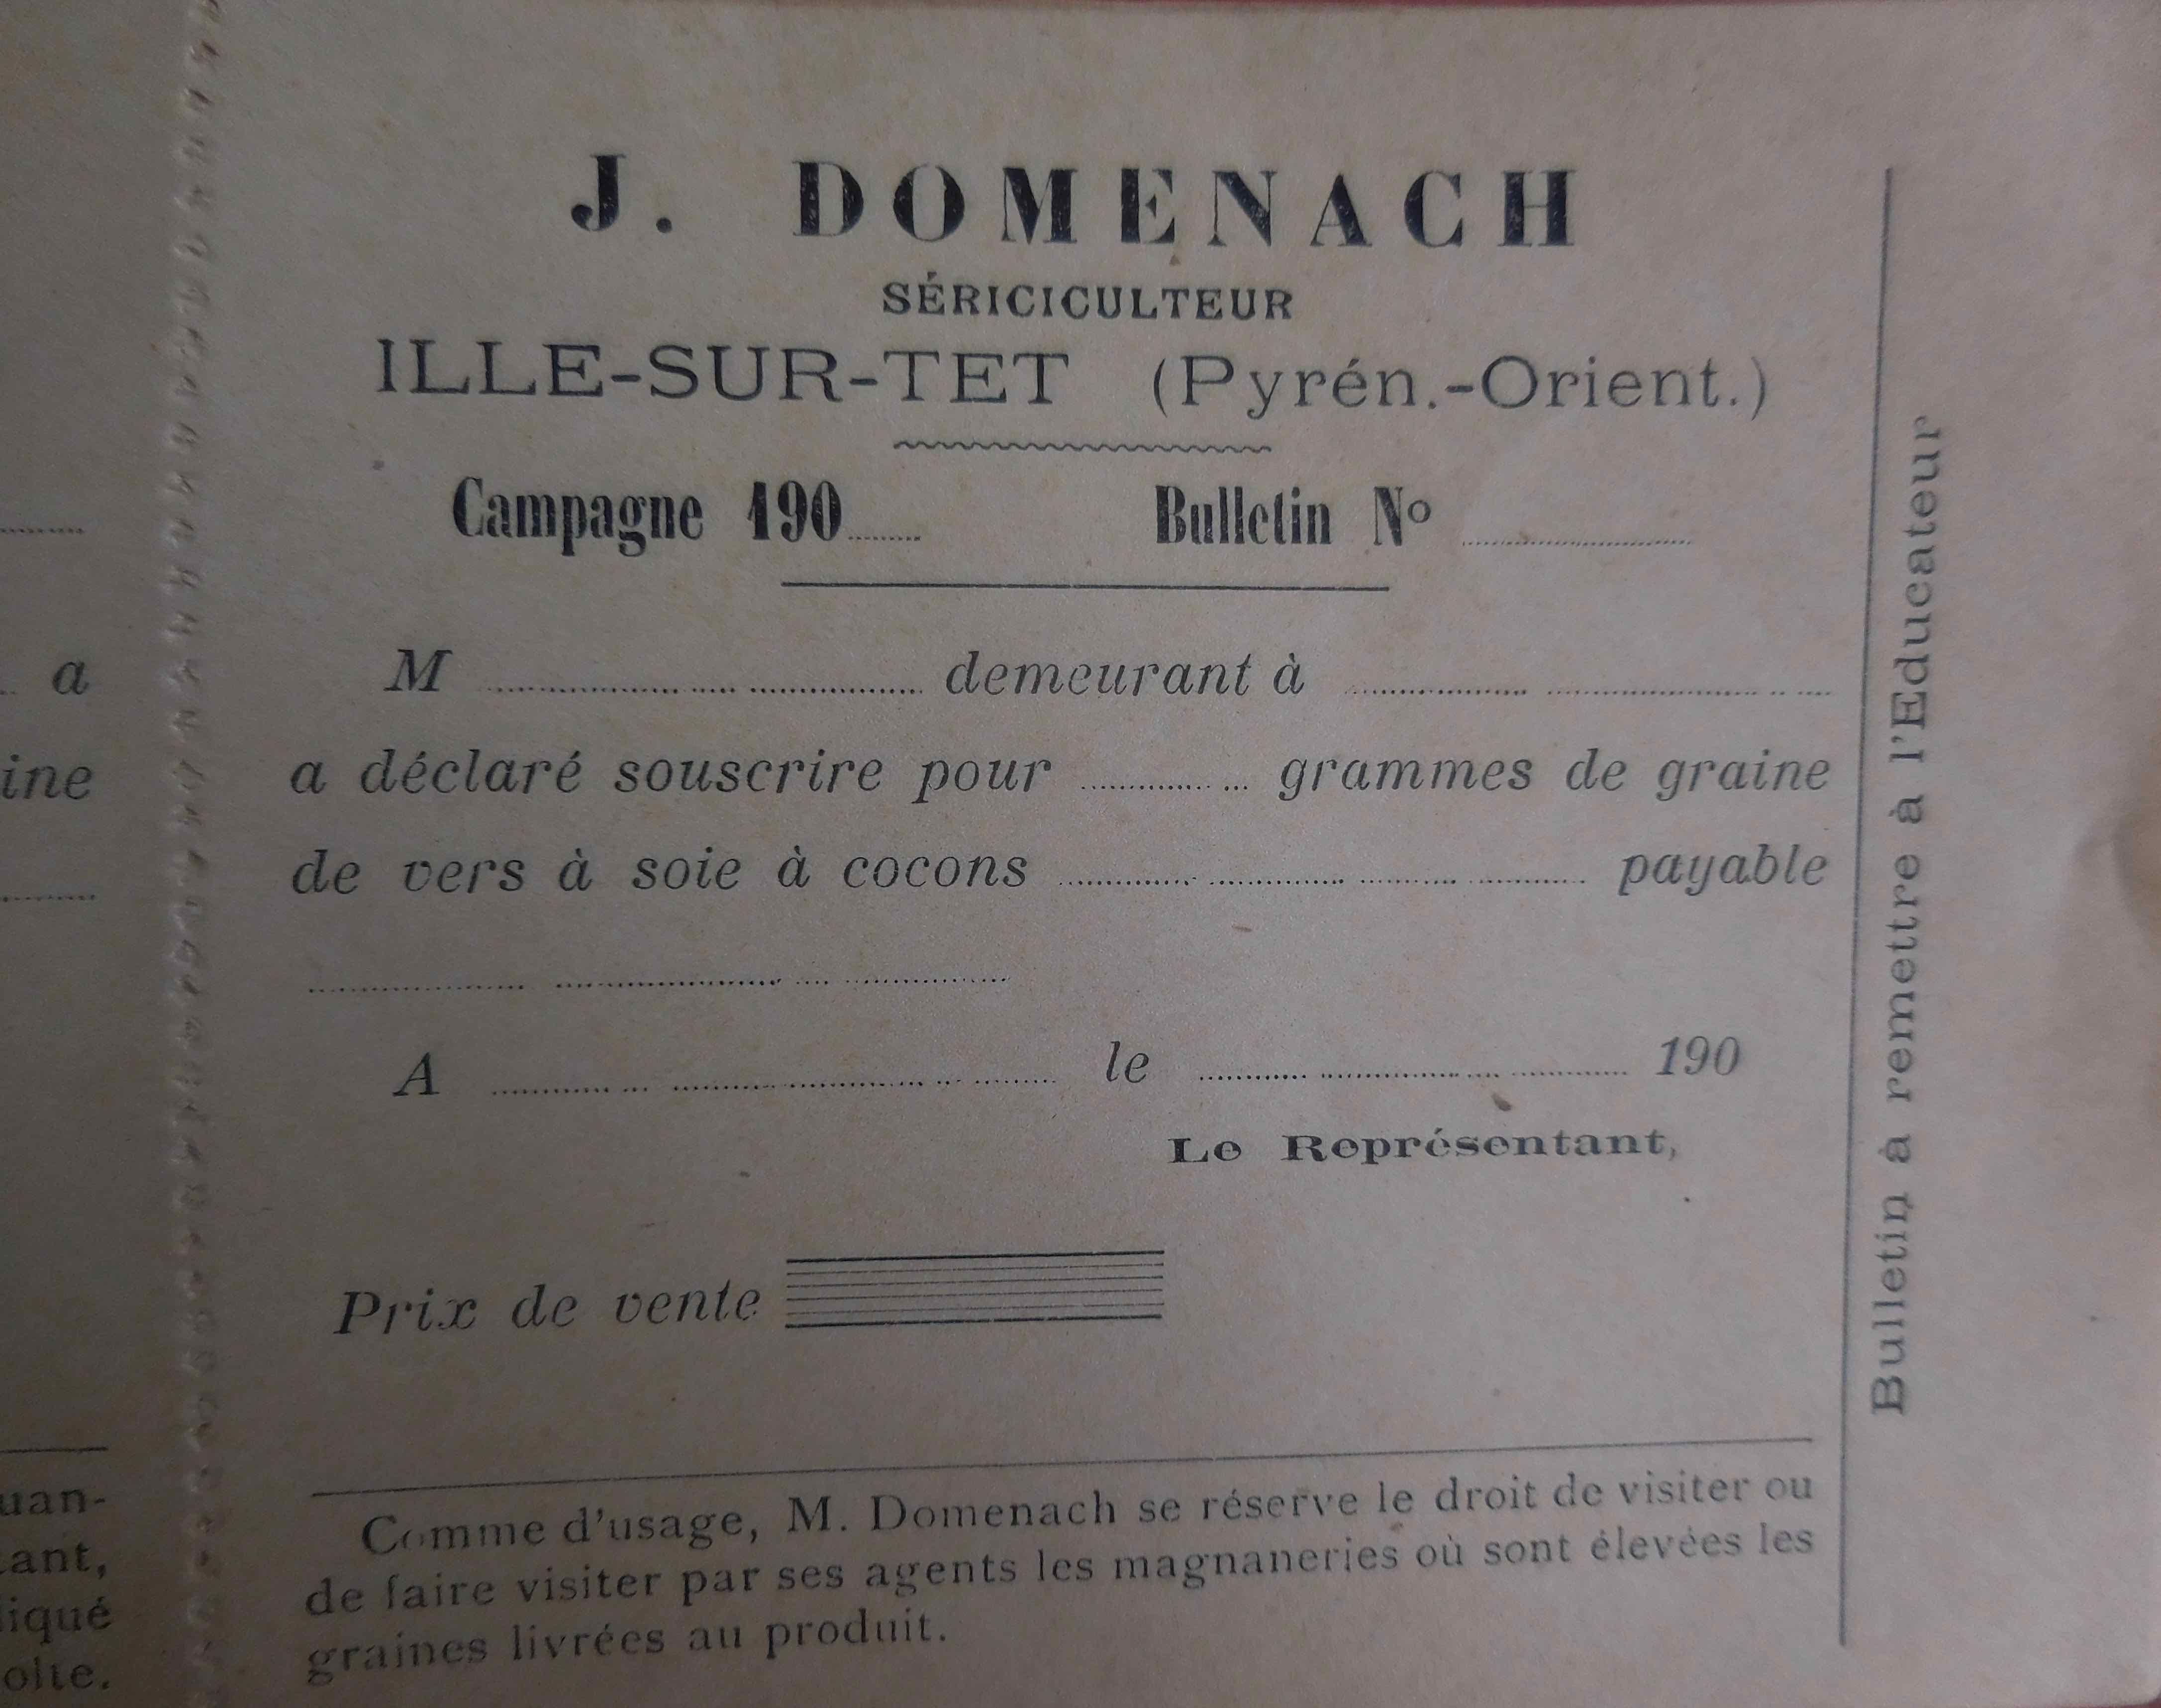 J. DOMENACH
SÉRICICULTEUR
ILLE-SUR-TET (Pyrén.-Orient.)
Campagne 190........ Bulletin No ........
M ........ demeurant à ........
a déclaré souscrire pour ........ grammes de graine
de vers à soie à cocons ........ payable
........
A ........ le ........ 190
Le Représentant,
Prix de vente
Comme d'usage, M. Domenach se réserve le droit de visiter ou
de faire visiter par ses agents les magnaneries où sont élevées les
graines livrées au produit.
Bulletin à remettre à l'Educateur
a
ine
uan-
tant,
iqué
olte.